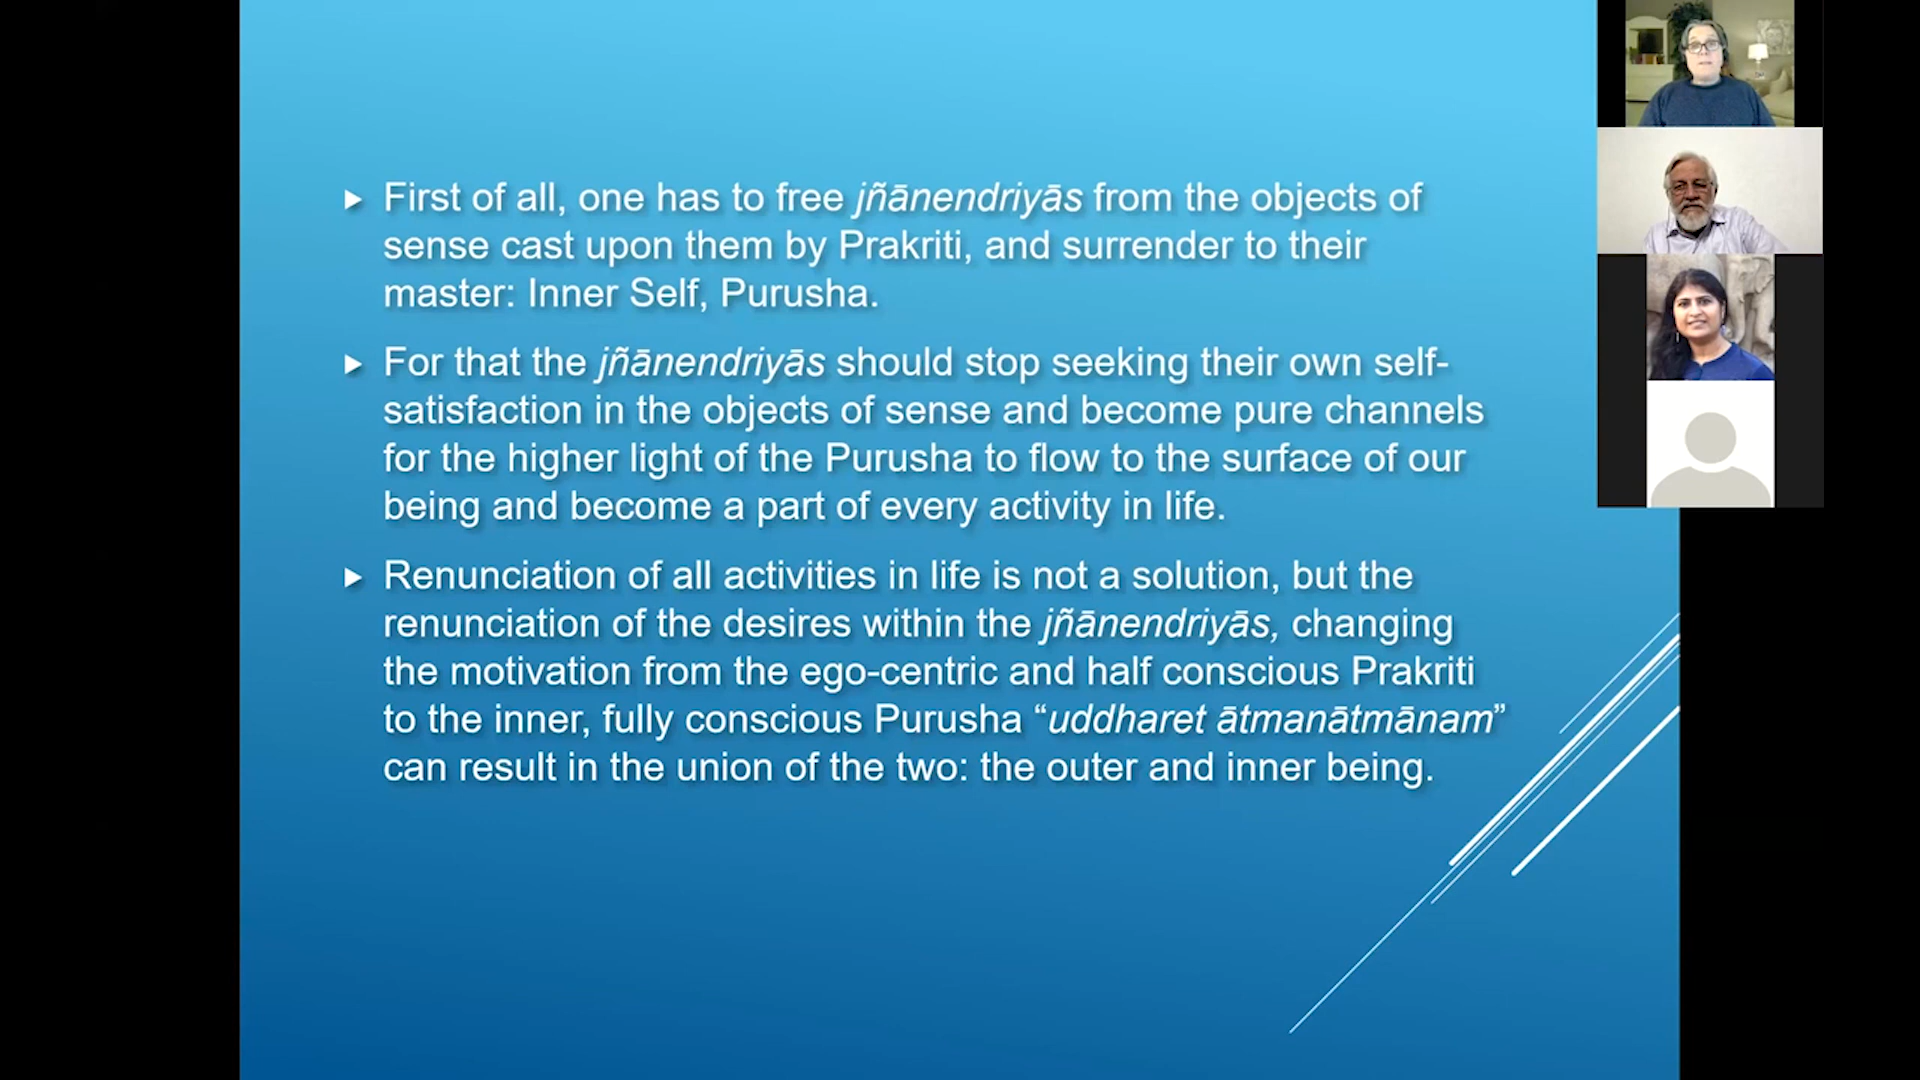 First of all, one has to free jñānendriyās from the objects of
sense cast upon them by Prakriti, and surrender to their
master: Inner Self, Purusha.
For that the jñānendriyās should stop seeking their own self-
satisfaction in the objects of sense and become pure channels
for the higher light of the Purusha to flow to the surface of our
being and become a part of every activity in life.
Renunciation of all activities in life is not a solution, but the
renunciation of the desires within the jñānendriyās, changing
the motivation from the ego-centric and half conscious Prakriti
to the inner, fully conscious Purusha “uddharet ātmanātmānam”
can result in the union of the two: the outer and inner being.